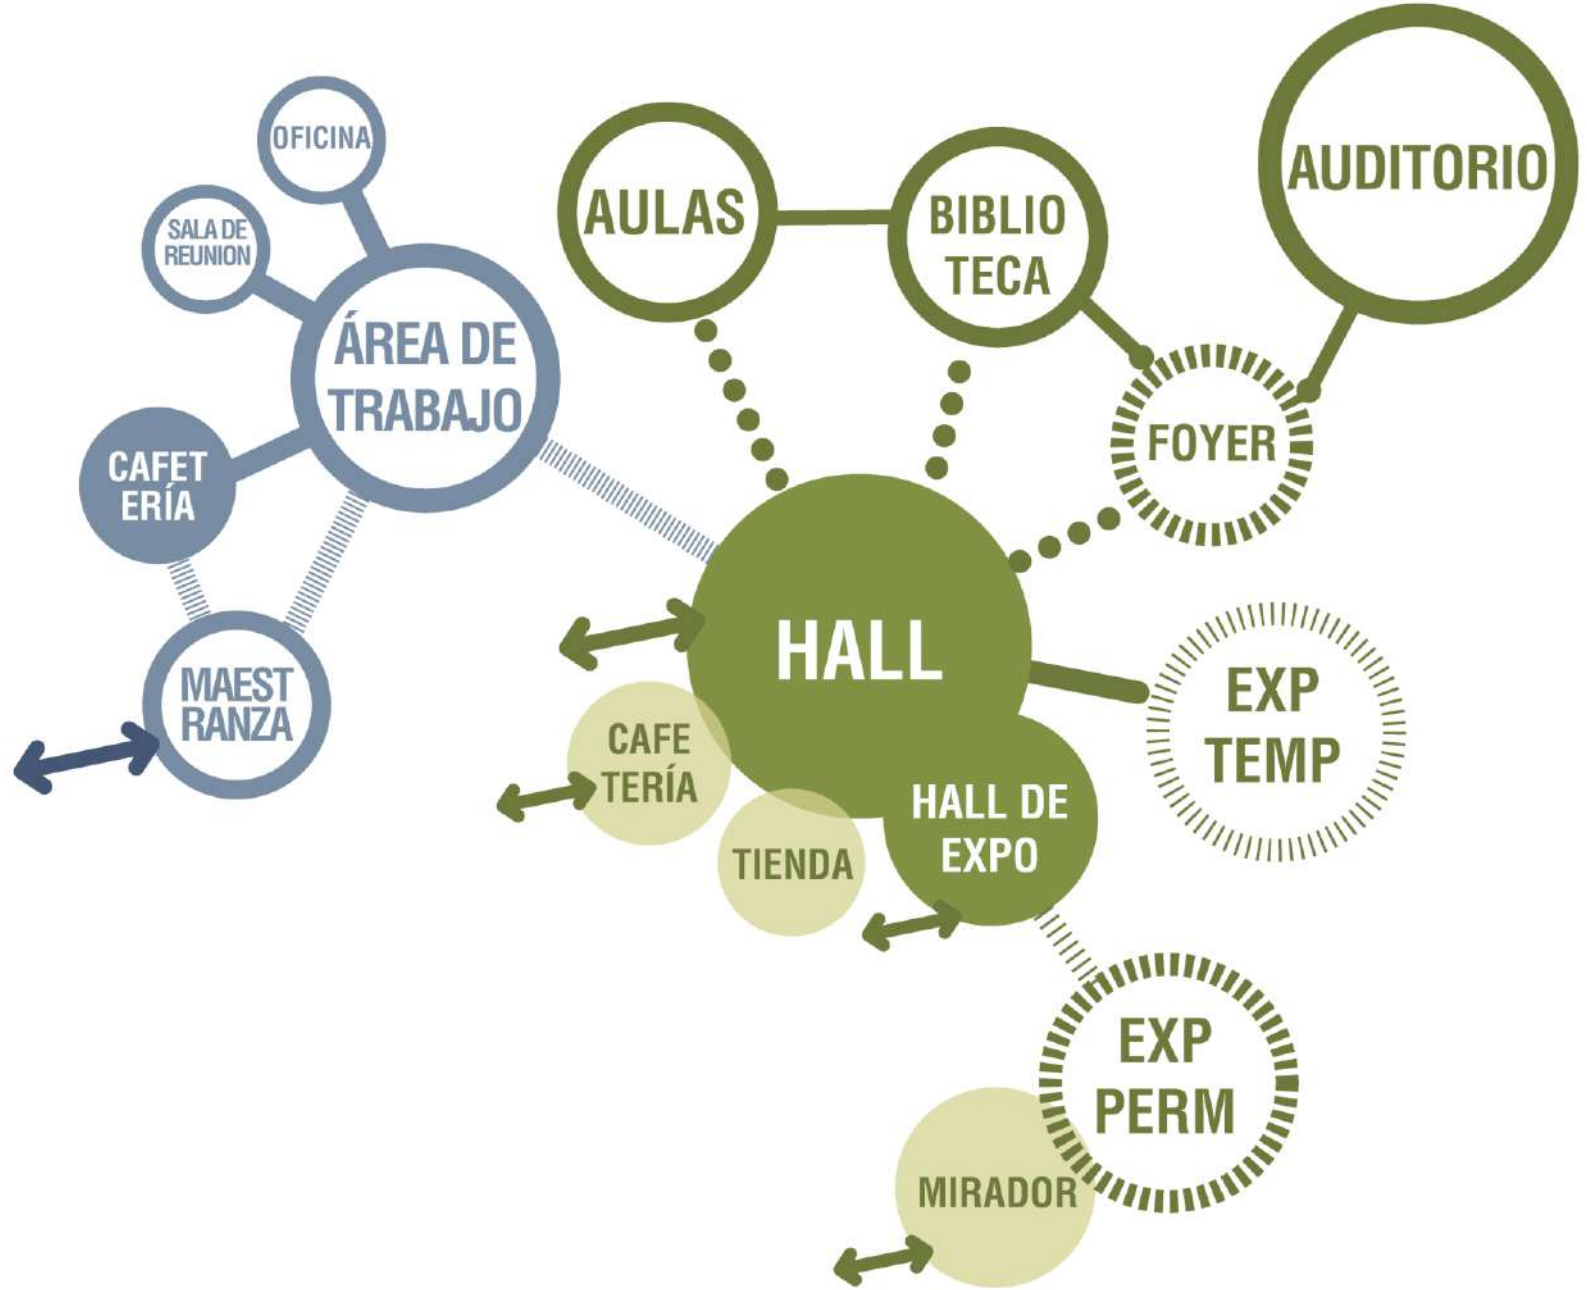 OFICINA
SALA DE
REUNION
ÁREA DE
TRABAJO
CAFET
ERÍA
MAEST
RANZA
AULAS
BIBLIO
TECA
AUDITORIO
FOYER
HALL
EXP
TEMP
CAFE
TERÍA
TIENDA
HALL DE
EXPO
EXP
PERM
MIRADOR